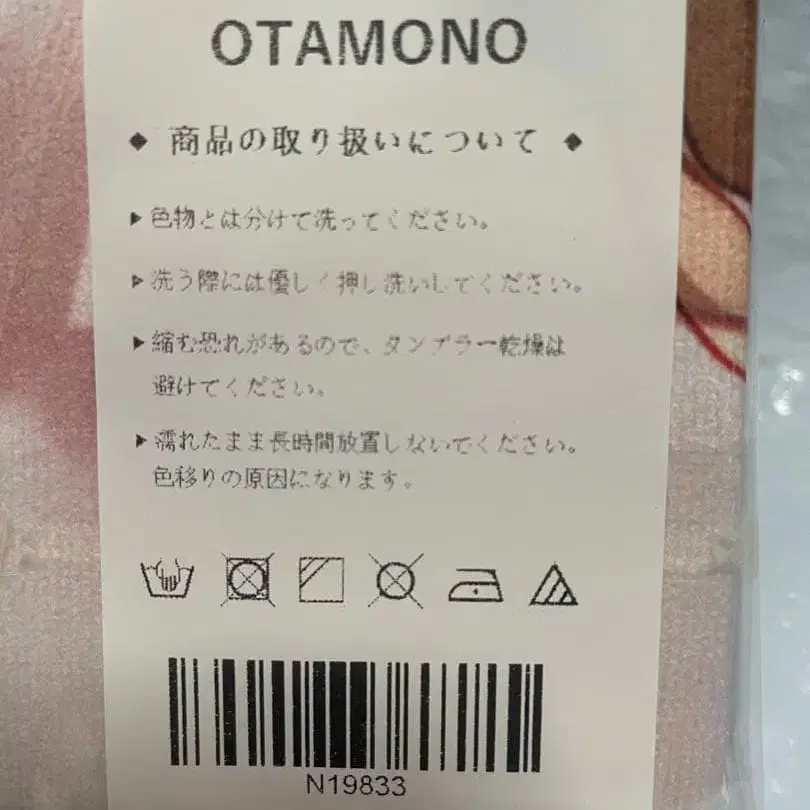 OTAMONO
◆ 商品の取り扱いについて ◆
▶色物とは分けて洗ってください。
▶洗う際には優しく押し洗いしてください。
▶縮む恐れがあるので、タンブラー乾燥は
避けてください。
▶濡れたまま長時間放置しないでください。
色移りの原因になります。
N19833